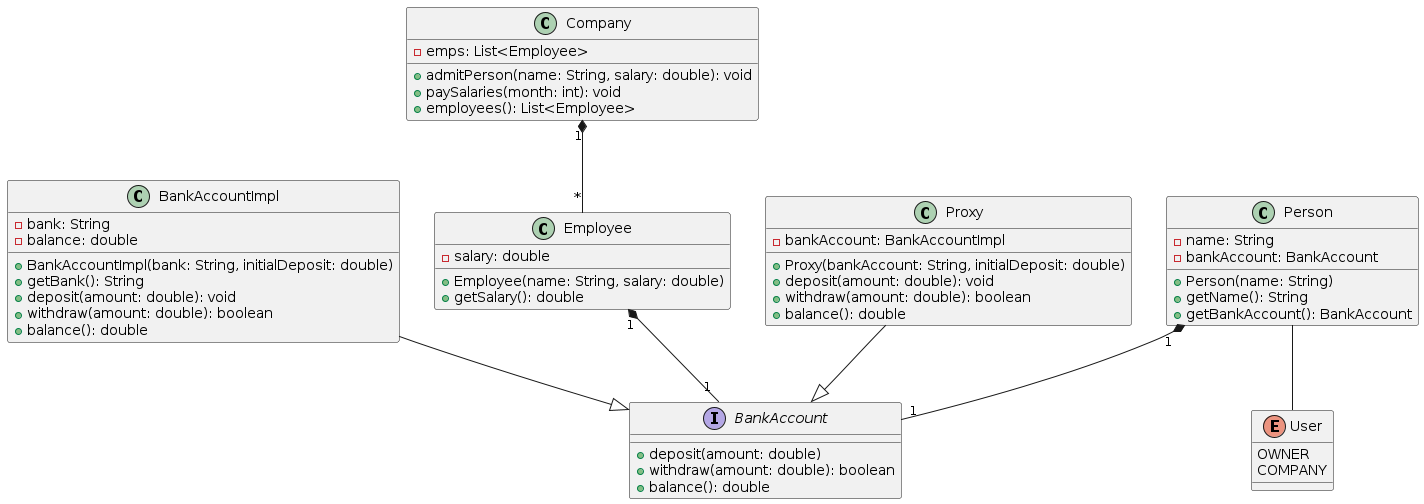 C Company
emps: List<Employee>
admitPerson(name: String, salary: double): void
paySalaries(month: int): void
employees(): List<Employee>
1
*
C BankAccountImpl
bank: String
balance: double
BankAccountImpl(bank: String, initialDeposit: double)
getBank(): String
deposit(amount: double): void
withdraw(amount: double): boolean
balance(): double
C Employee
salary: double
Employee(name: String, salary: double)
getSalary(): double
1
1
C Proxy
bankAccount: BankAccountImpl
Proxy(bankAccount: String, initialDeposit: double)
deposit(amount: double): void
withdraw(amount: double): boolean
balance(): double
C Person
name: String
bankAccount: BankAccount
Person(name: String)
getName(): String
getBankAccount(): BankAccount
1
1
I BankAccount
deposit(amount: double)
withdraw(amount: double): boolean
balance(): double
E User
OWNER
COMPANY